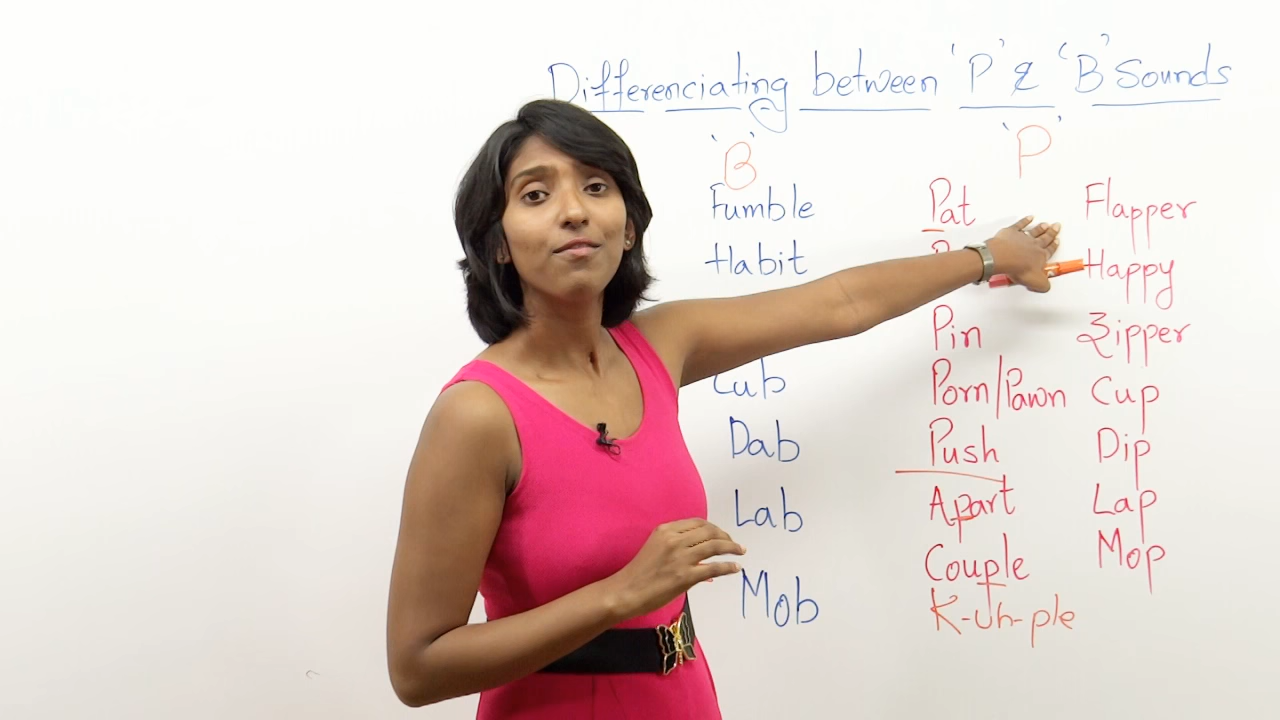 Differenciating between 'P' & 'B' Sounds
'B'
Fumble
Habit
Cub
Dab
Lab
Mob
'P'
Pat
Pin
Porn/Pawn
Push
Apart
Couple
K-uh-ple
Flapper
Happy
Zipper
Cup
Dip
Lap
Mop